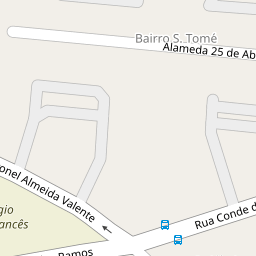 Bairro S. Tomé
Alameda 25 de Ab
onel Almeida Valente
Rua Conde d
gio
ancês
Ramos